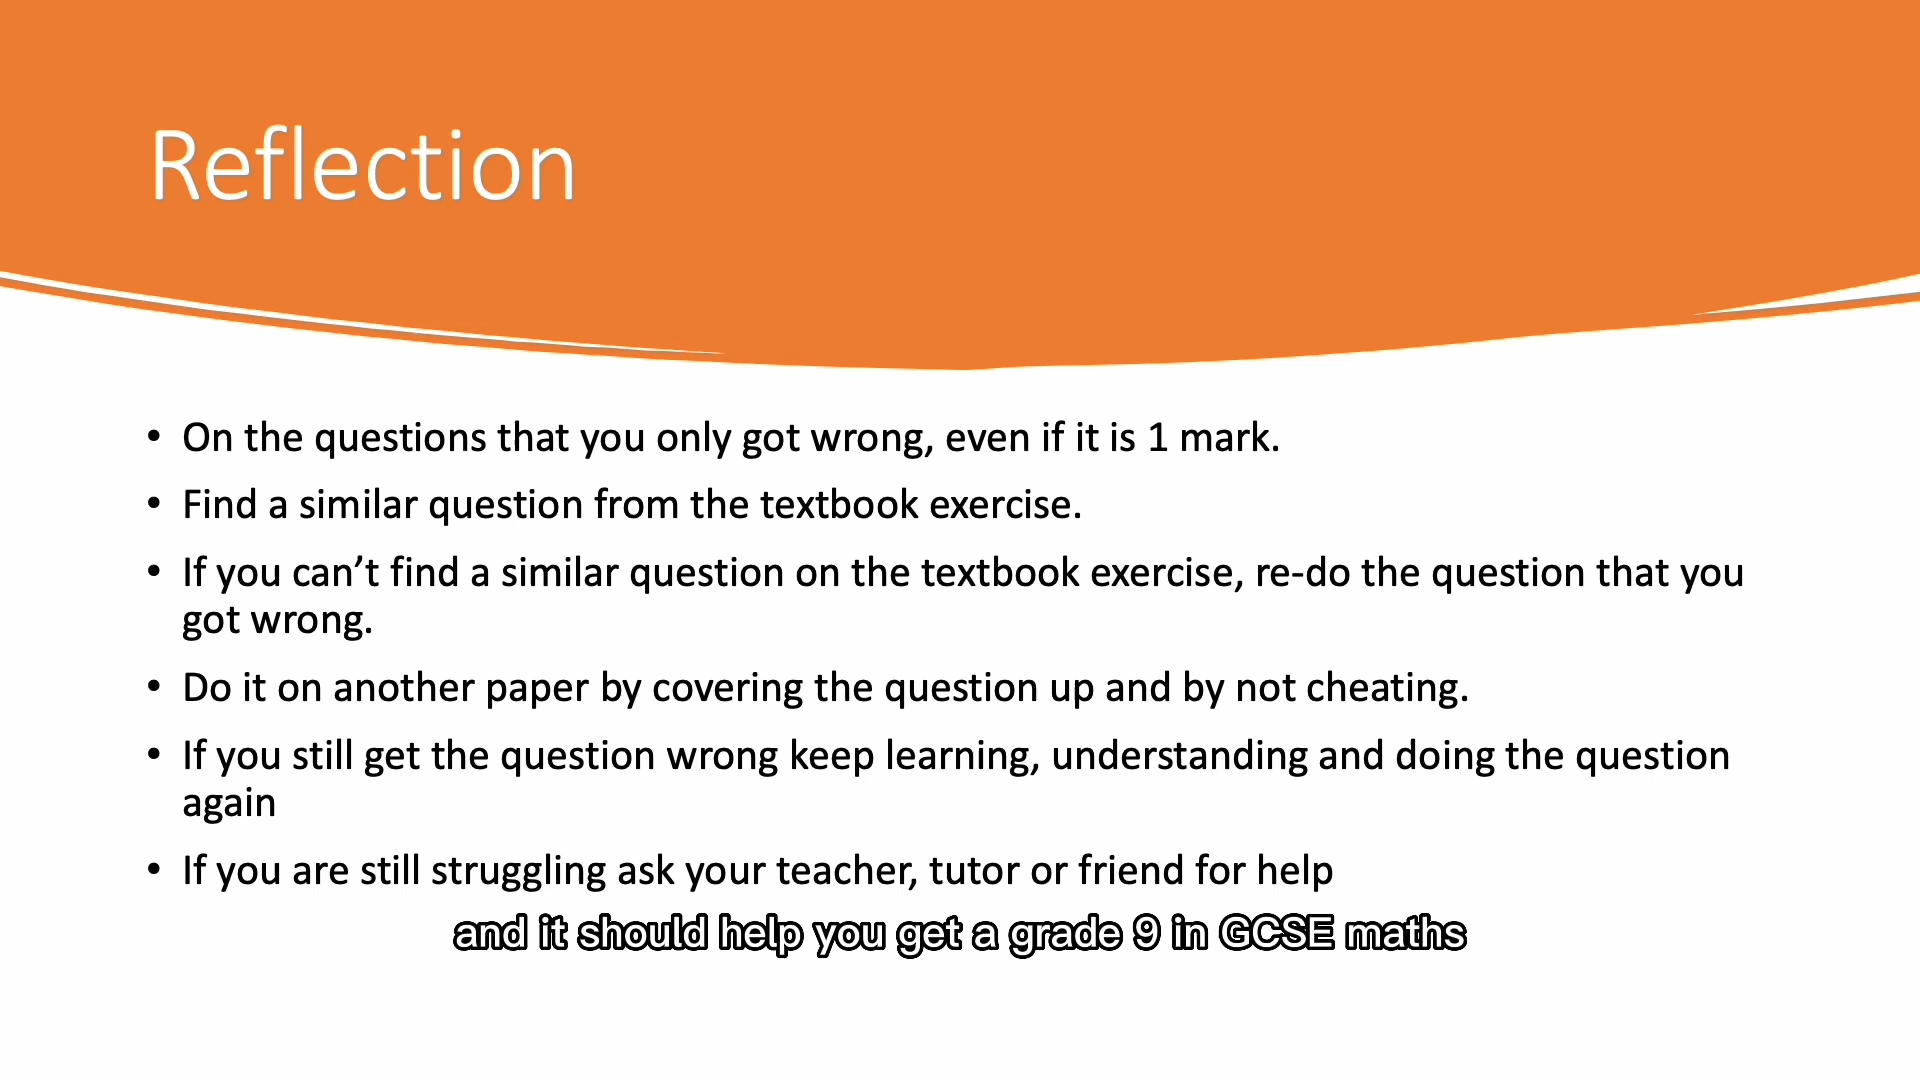 Reflection
• On the questions that you only got wrong, even if it is 1 mark.
• Find a similar question from the textbook exercise.
• If you can’t find a similar question on the textbook exercise, re-do the question that you
got wrong.
• Do it on another paper by covering the question up and by not cheating.
• If you still get the question wrong keep learning, understanding and doing the question
again
• If you are still struggling ask your teacher, tutor or friend for help
and it should help you get a grade 9 in GCSE maths